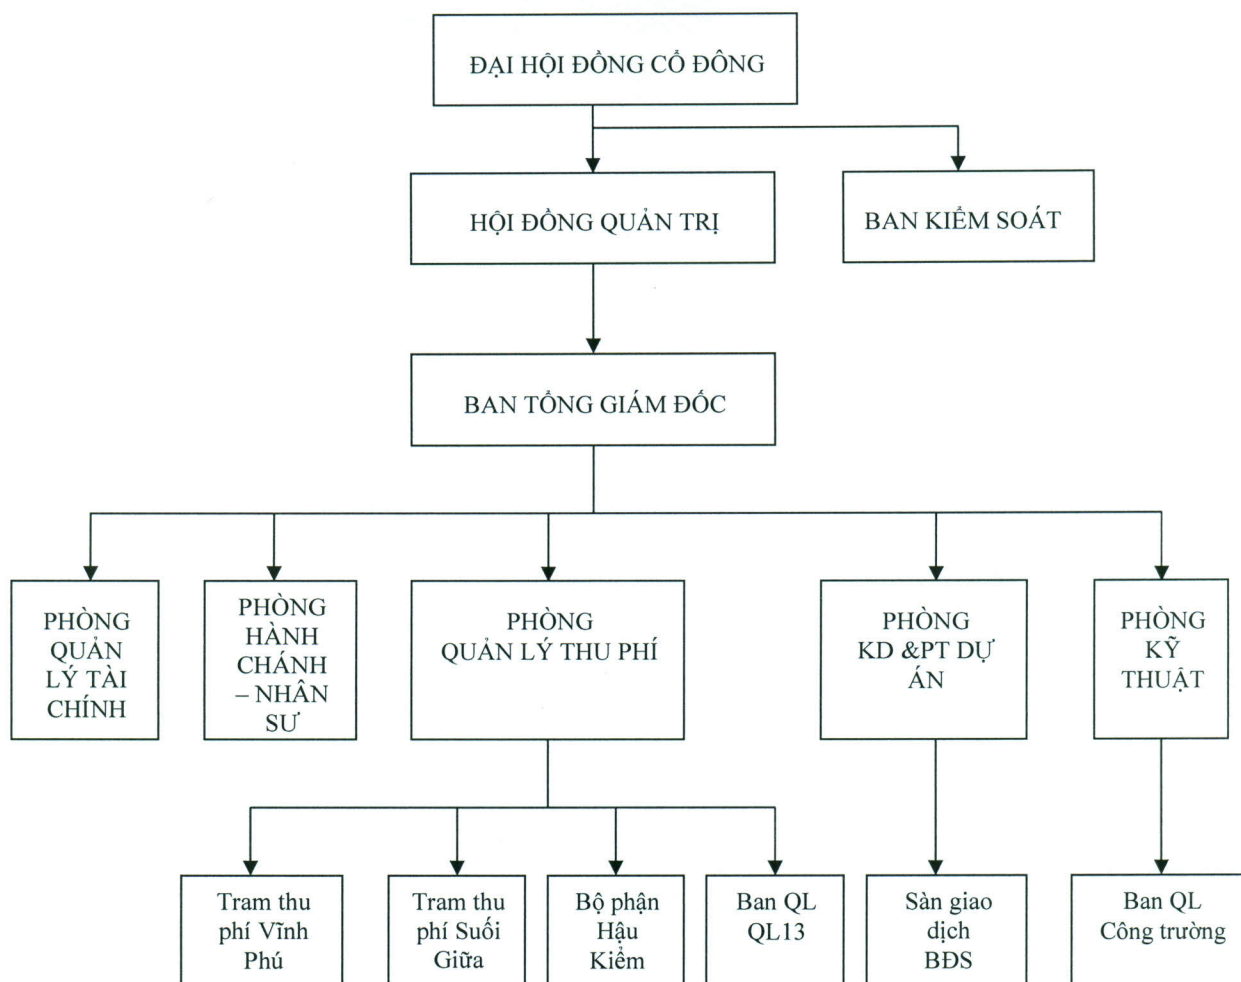 ĐẠI HỘI ĐỒNG CỔ ĐÔNG
HỘI ĐỒNG QUẢN TRỊ
BAN KIỂM SOÁT
BAN TỔNG GIÁM ĐỐC
PHÒNG
QUẢN
LÝ TÀI
CHÍNH
PHÒNG
HÀNH
CHÁNH
– NHÂN
SƯ
PHÒNG
QUẢN LÝ THU PHÍ
PHÒNG
KD &PT DỰ
ÁN
PHÒNG
KỸ
THUẬT
Tram thu
phí Vĩnh
Phú
Tram thu
phí Suối
Giữa
Bộ phận
Hậu
Kiểm
Ban QL
QL13
Sàn giao
dịch
BĐS
Ban QL
Công trường